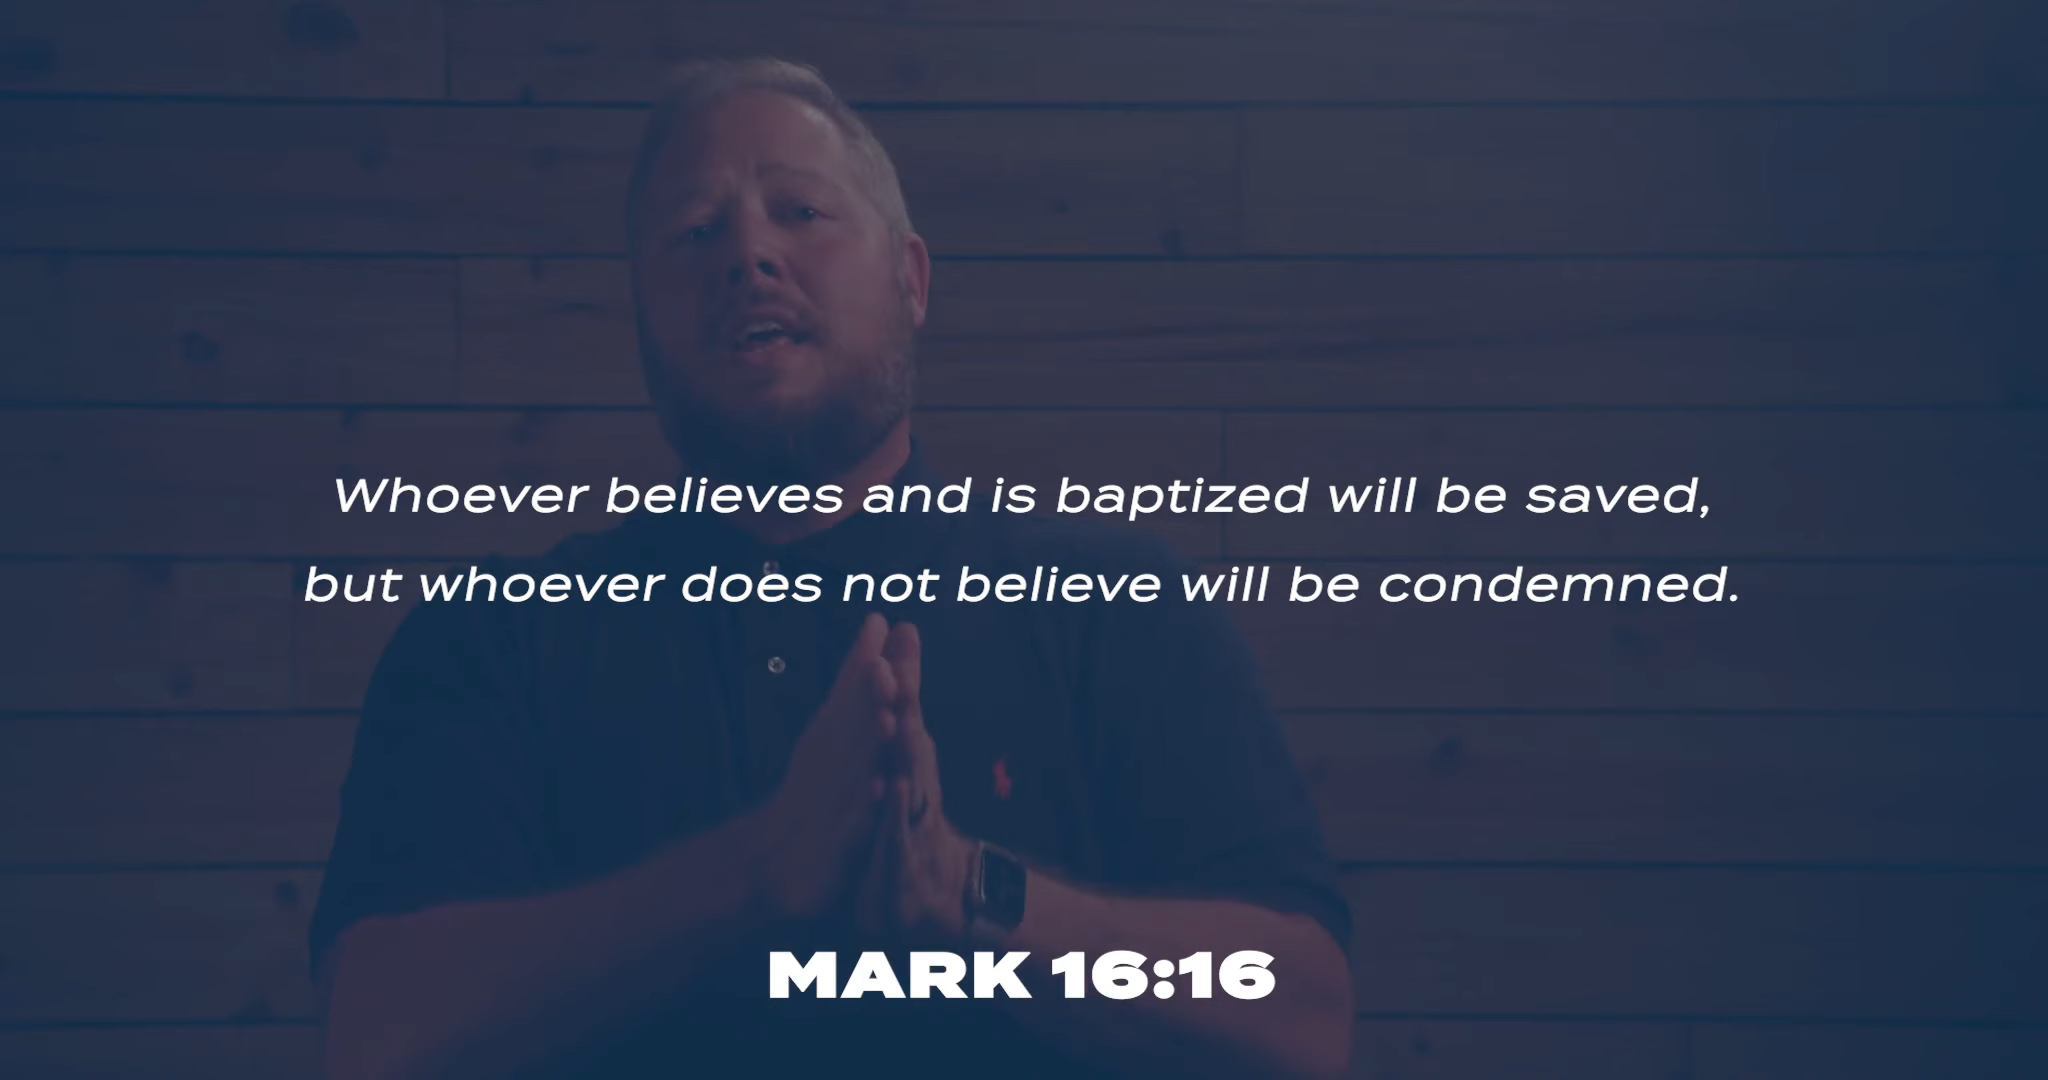 Whoever believes and is baptized will be saved,
but whoever does not believe will be condemned.
MARK 16:16